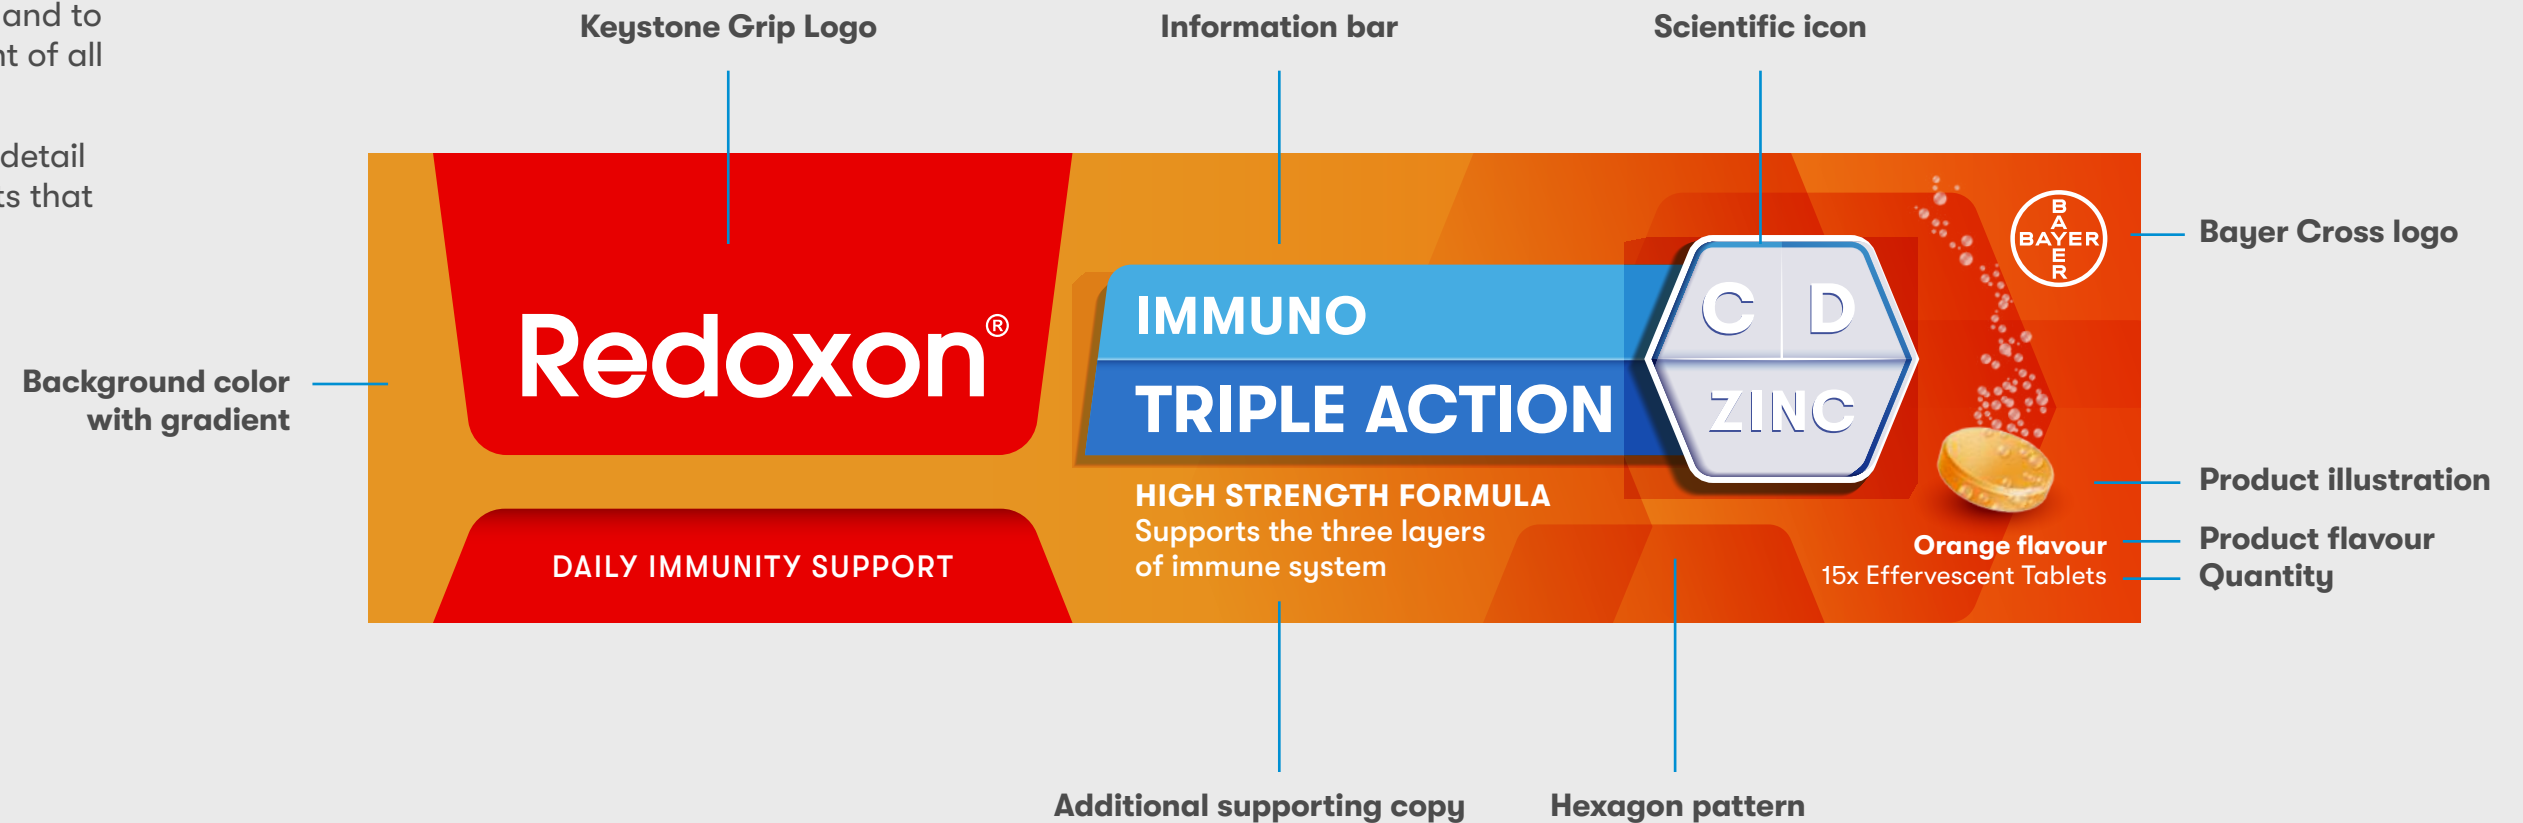 and to
nt of all
detail
ts that
Keystone Grip Logo
Information bar
Scientific icon
Background color
with gradient
Redoxon®
DAILY IMMUNITY SUPPORT
IMMUNO
TRIPLE ACTION
HIGH STRENGTH FORMULA
Supports the three layers
of immune system
C D
ZINC
BAYER
BAYER
Orange flavour
15x Effervescent Tablets
Bayer Cross logo
Product illustration
Product flavour
Quantity
Additional supporting copy
Hexagon pattern